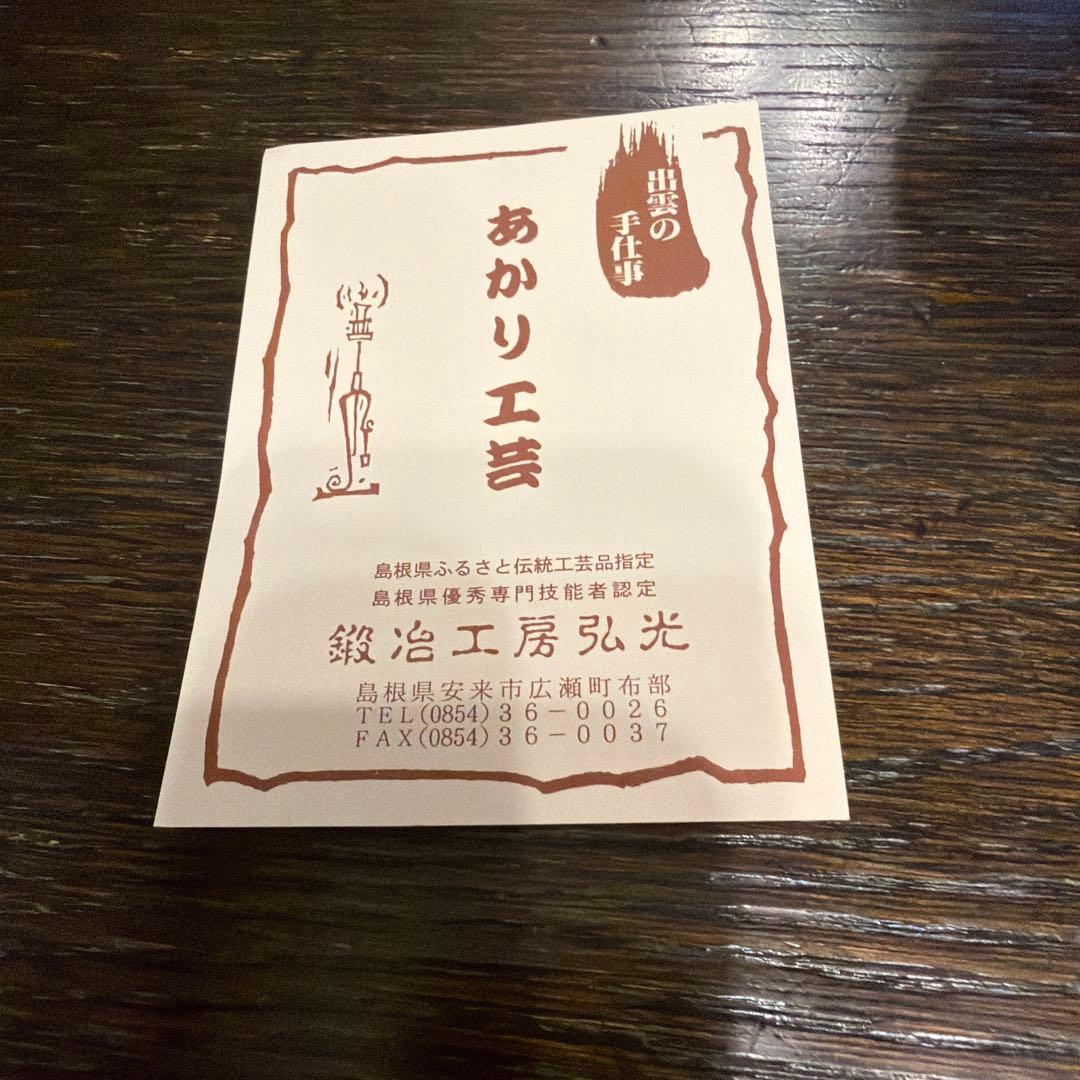 出雲の
手仕事
あかり工芸
島根県ふるさと伝統工芸品指定
島根県優秀専門技能者認定
鍛冶工房弘光
島根県安来市広瀬町布部
TEL(0854)36-0026
FAX(0854)36-0037